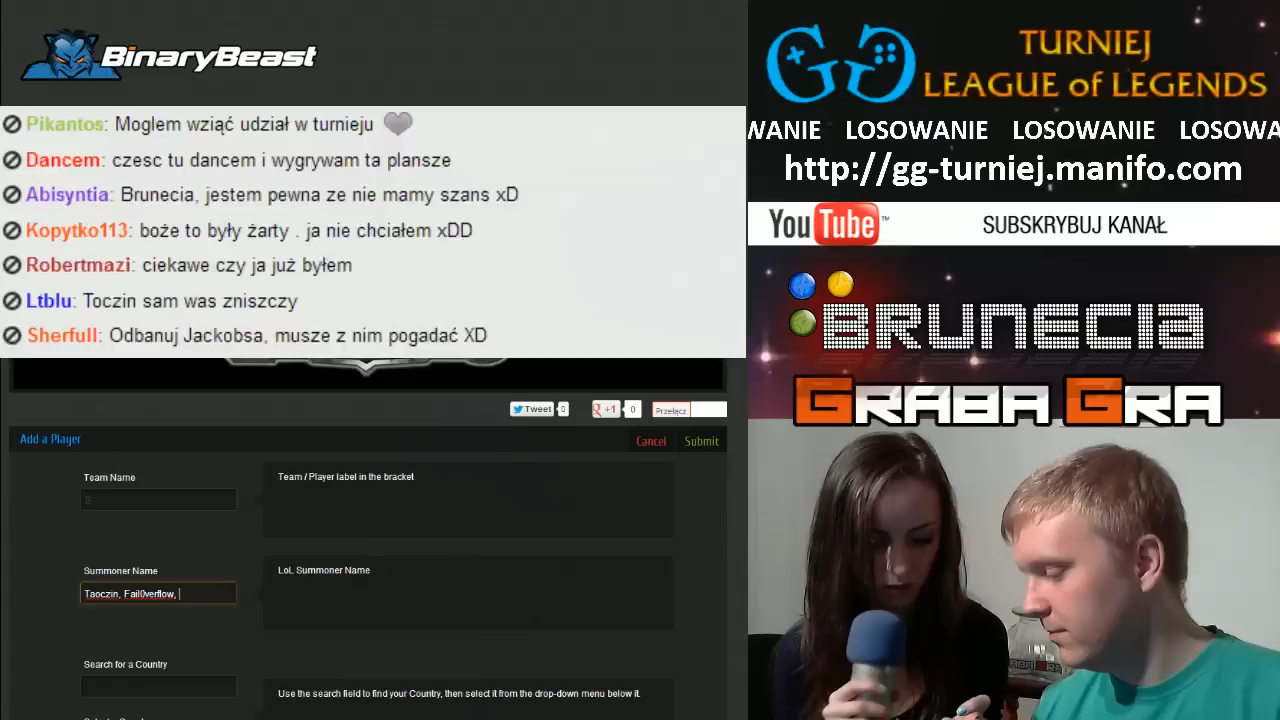 BinaryBeast
Pikantos: Moglem wziąć udział w turnieju
Dancem: czesc tu dancem i wygrywam ta plansze
Abisyntia: Brunecia, jestem pewna ze nie mamy szans xD
Kopytko113: boże to były żarty . ja nie chciałem xDD
Robertmazi: ciekawe czy ja już byłem
Ltblu: Toczin sam was zniszczy
Sherfull: Odbanuj Jackobsa, musze z nim pogadać XD
Tweet 0
g +1 0
Przełącz
Add a Player
Cancel Submit
Team Name
S
Team / Player label in the bracket
Summoner Name
Taoczin, Fail0verflow,
LoL Summoner Name
Search for a Country
Use the search field to find your Country, then select it from the drop-down menu below it.
GG
TURNIEJ
LEAGUE of LEGENDS
WANIE LOSOWANIE LOSOWANIE LOSOWA
http://gg-turniej.manifo.com
YouTube™ SUBSKRYBUJ KANAŁ
BRUNECIA
GRABA GRA
GRABA GRA